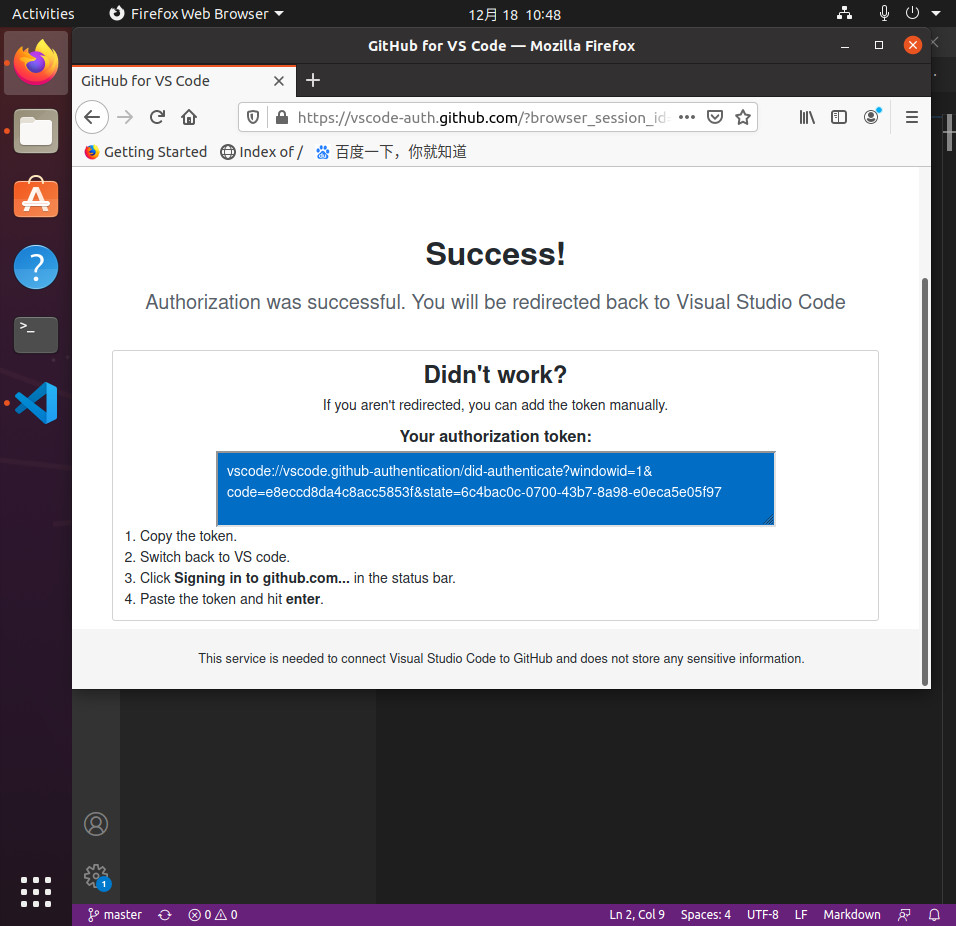 Activities
Firefox Web Browser
12月 18 10:48
GitHub for VS Code — Mozilla Firefox
GitHub for VS Code
https://vscode-auth.github.com/?browser_session_id
Getting Started
Index of /
百度一下，你就知道
Success!
Authorization was successful. You will be redirected back to Visual Studio Code
Didn't work?
If you aren't redirected, you can add the token manually.
Your authorization token:
vscode://vscode.github-authentication/did-authenticate?windowid=1&
code=e8eccd8da4c8acc5853f&state=6c4bac0c-0700-43b7-8a98-e0eca5e05f97
1. Copy the token.
2. Switch back to VS code.
3. Click Signing in to github.com... in the status bar.
4. Paste the token and hit enter.
This service is needed to connect Visual Studio Code to GitHub and does not store any sensitive information.
1
master
0
0
Ln 2, Col 9
Spaces: 4
UTF-8
LF
Markdown